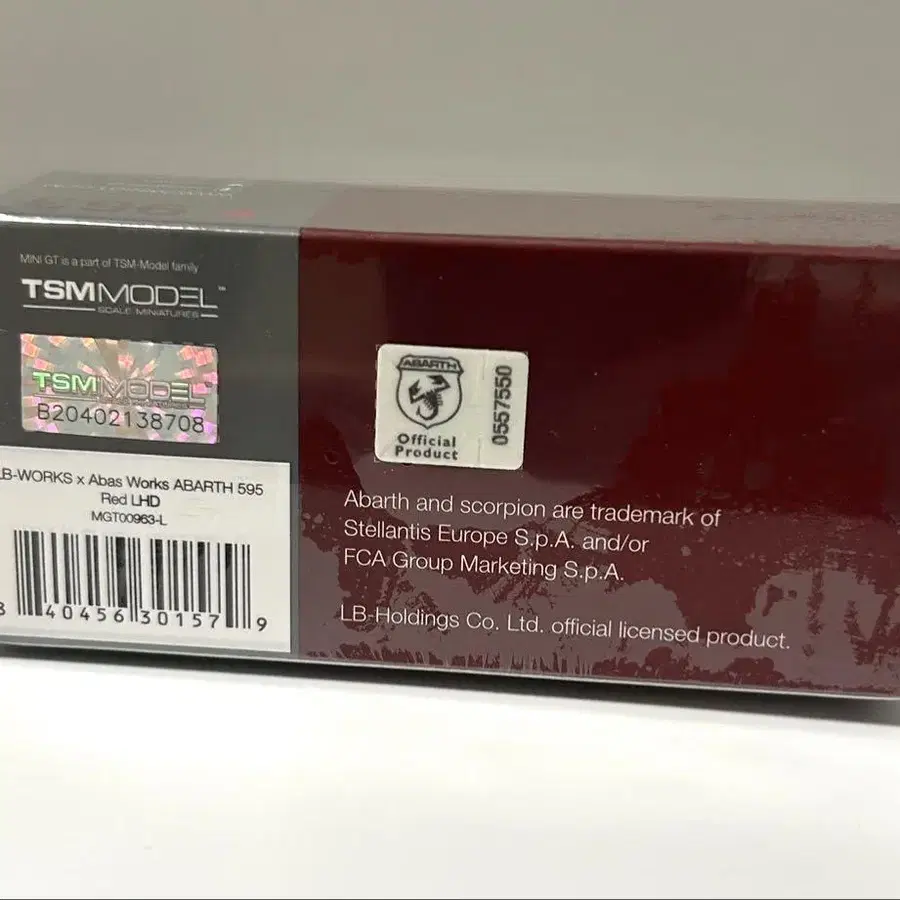 MINI GT is a part of TSM-Model family
TSMMODEL™
SCALE MINIATURES
TSMMODEL
B20402138708
LB-WORKS x Abas Works ABARTH 595
Red LHD
MGT00963-L
8 40456 30157 9
ABARTH
Official
Product
0557550
Abarth and scorpion are trademark of
Stellantis Europe S.p.A. and/or
FCA Group Marketing S.p.A.
LB-Holdings Co. Ltd. official licensed product.